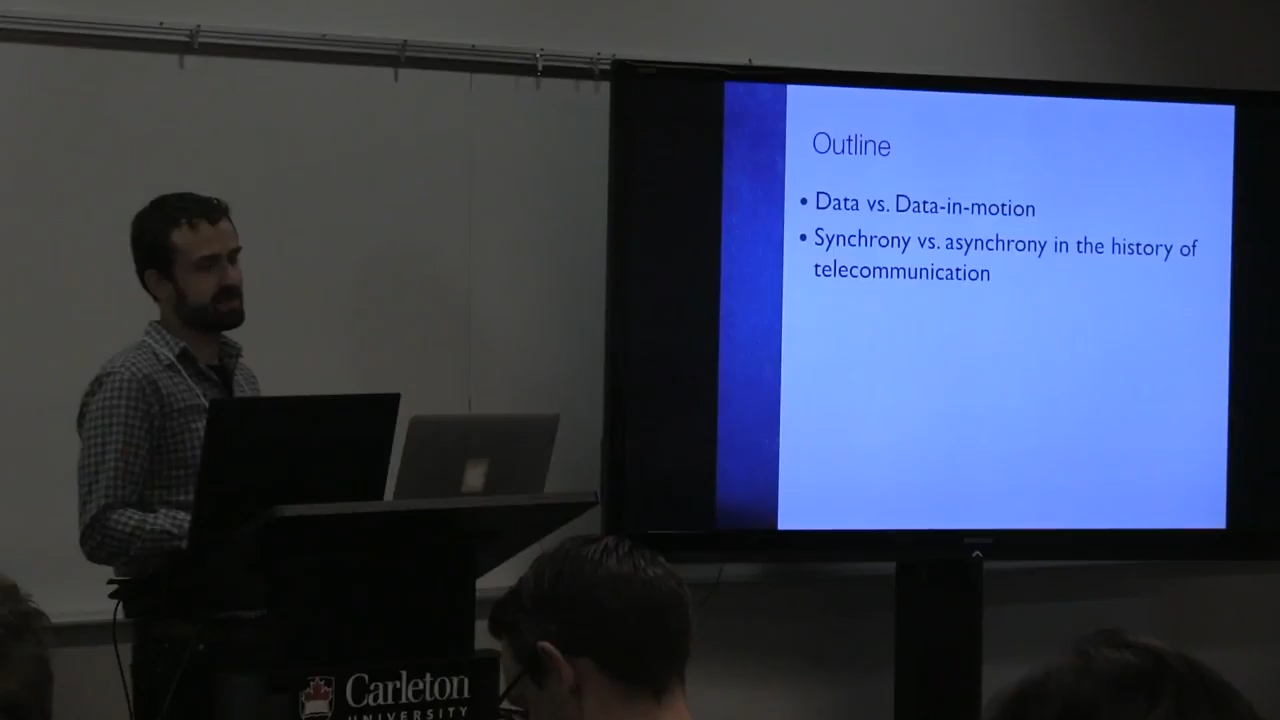 Outline
• Data vs. Data-in-motion
• Synchrony vs. asynchrony in the history of
telecommunication
Carleton
UNIVERSITY